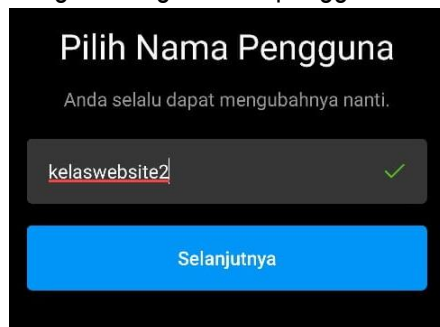 Pilih Nama Pengguna
Anda selalu dapat mengubahnya nanti.
kelaswebsite2
Selanjutnya